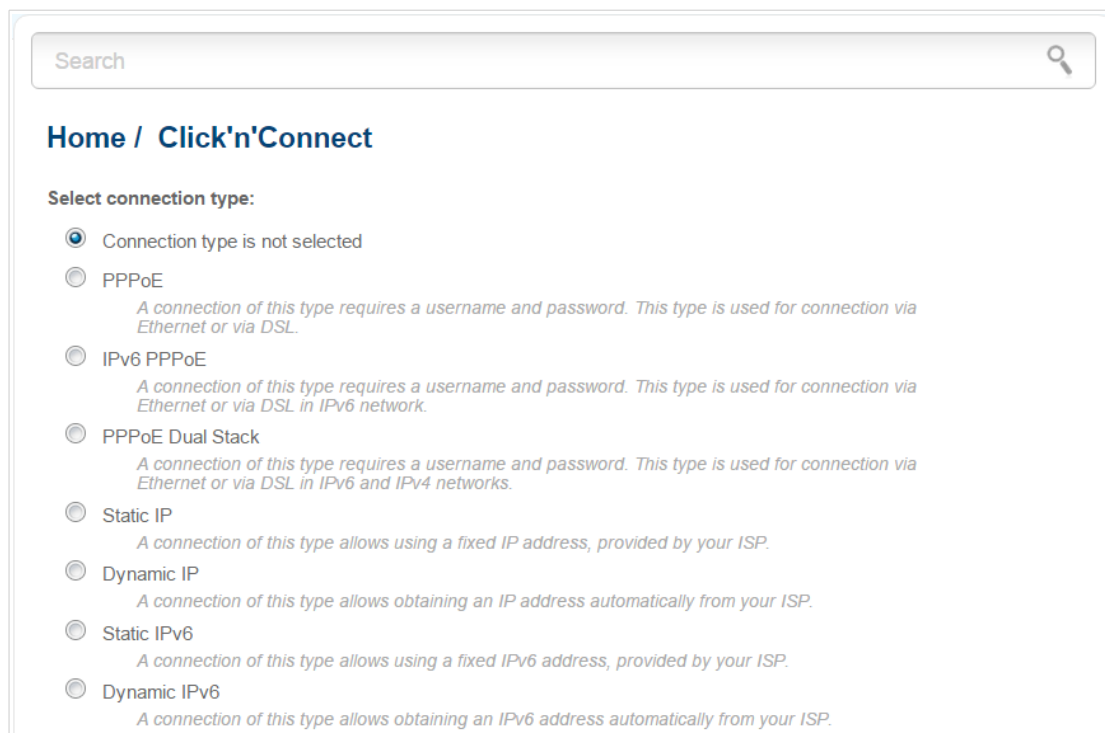 Search
Home / Click'n'Connect
Select connection type:
Connection type is not selected
PPPoE
A connection of this type requires a username and password. This type is used for connection via
Ethernet or via DSL.
IPv6 PPPoE
A connection of this type requires a username and password. This type is used for connection via
Ethernet or via DSL in IPv6 network.
PPPoE Dual Stack
A connection of this type requires a username and password. This type is used for connection via
Ethernet or via DSL in IPv6 and IPv4 networks.
Static IP
A connection of this type allows using a fixed IP address, provided by your ISP.
Dynamic IP
A connection of this type allows obtaining an IP address automatically from your ISP.
Static IPv6
A connection of this type allows using a fixed IPv6 address, provided by your ISP.
Dynamic IPv6
A connection of this type allows obtaining an IPv6 address automatically from your ISP.